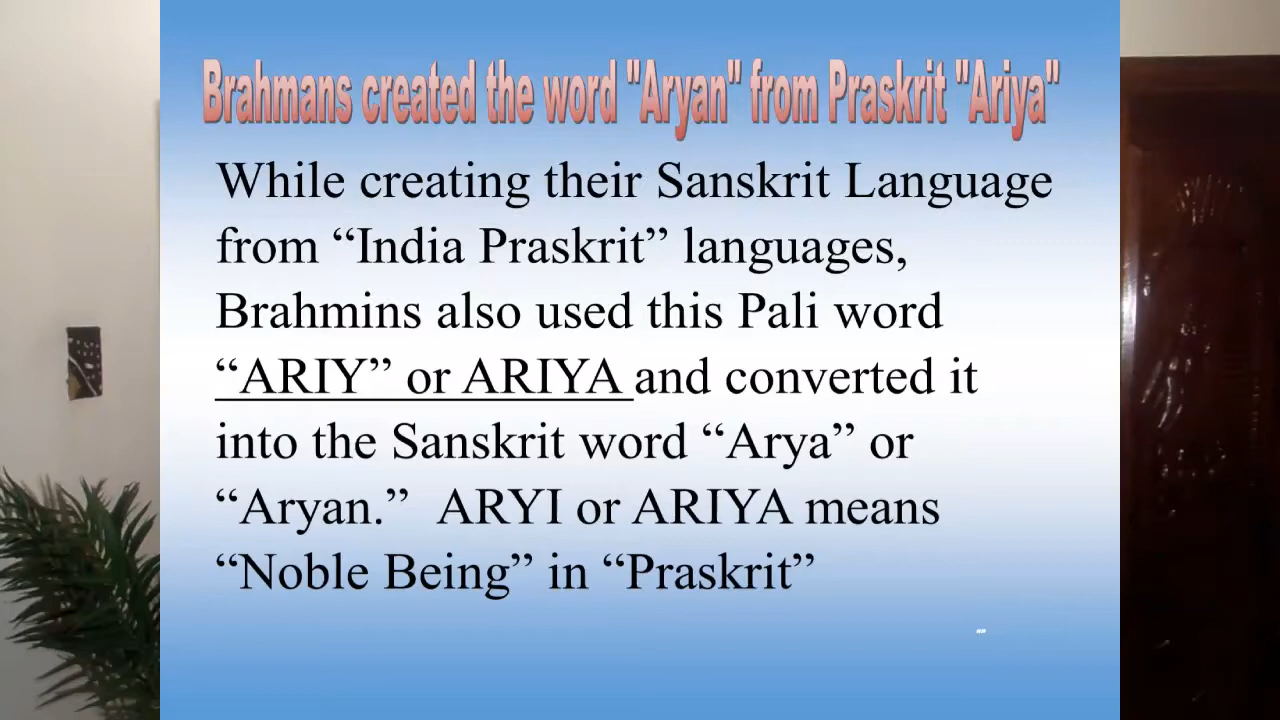 Brahmans created the word "Aryan" from Praskrit "Ariya"
While creating their Sanskrit Language
from “India Praskrit” languages,
Brahmins also used this Pali word
“ARIY” or ARIYA and converted it
into the Sanskrit word “Arya” or
“Aryan.”  ARYI or ARIYA means
“Noble Being” in “Praskrit”